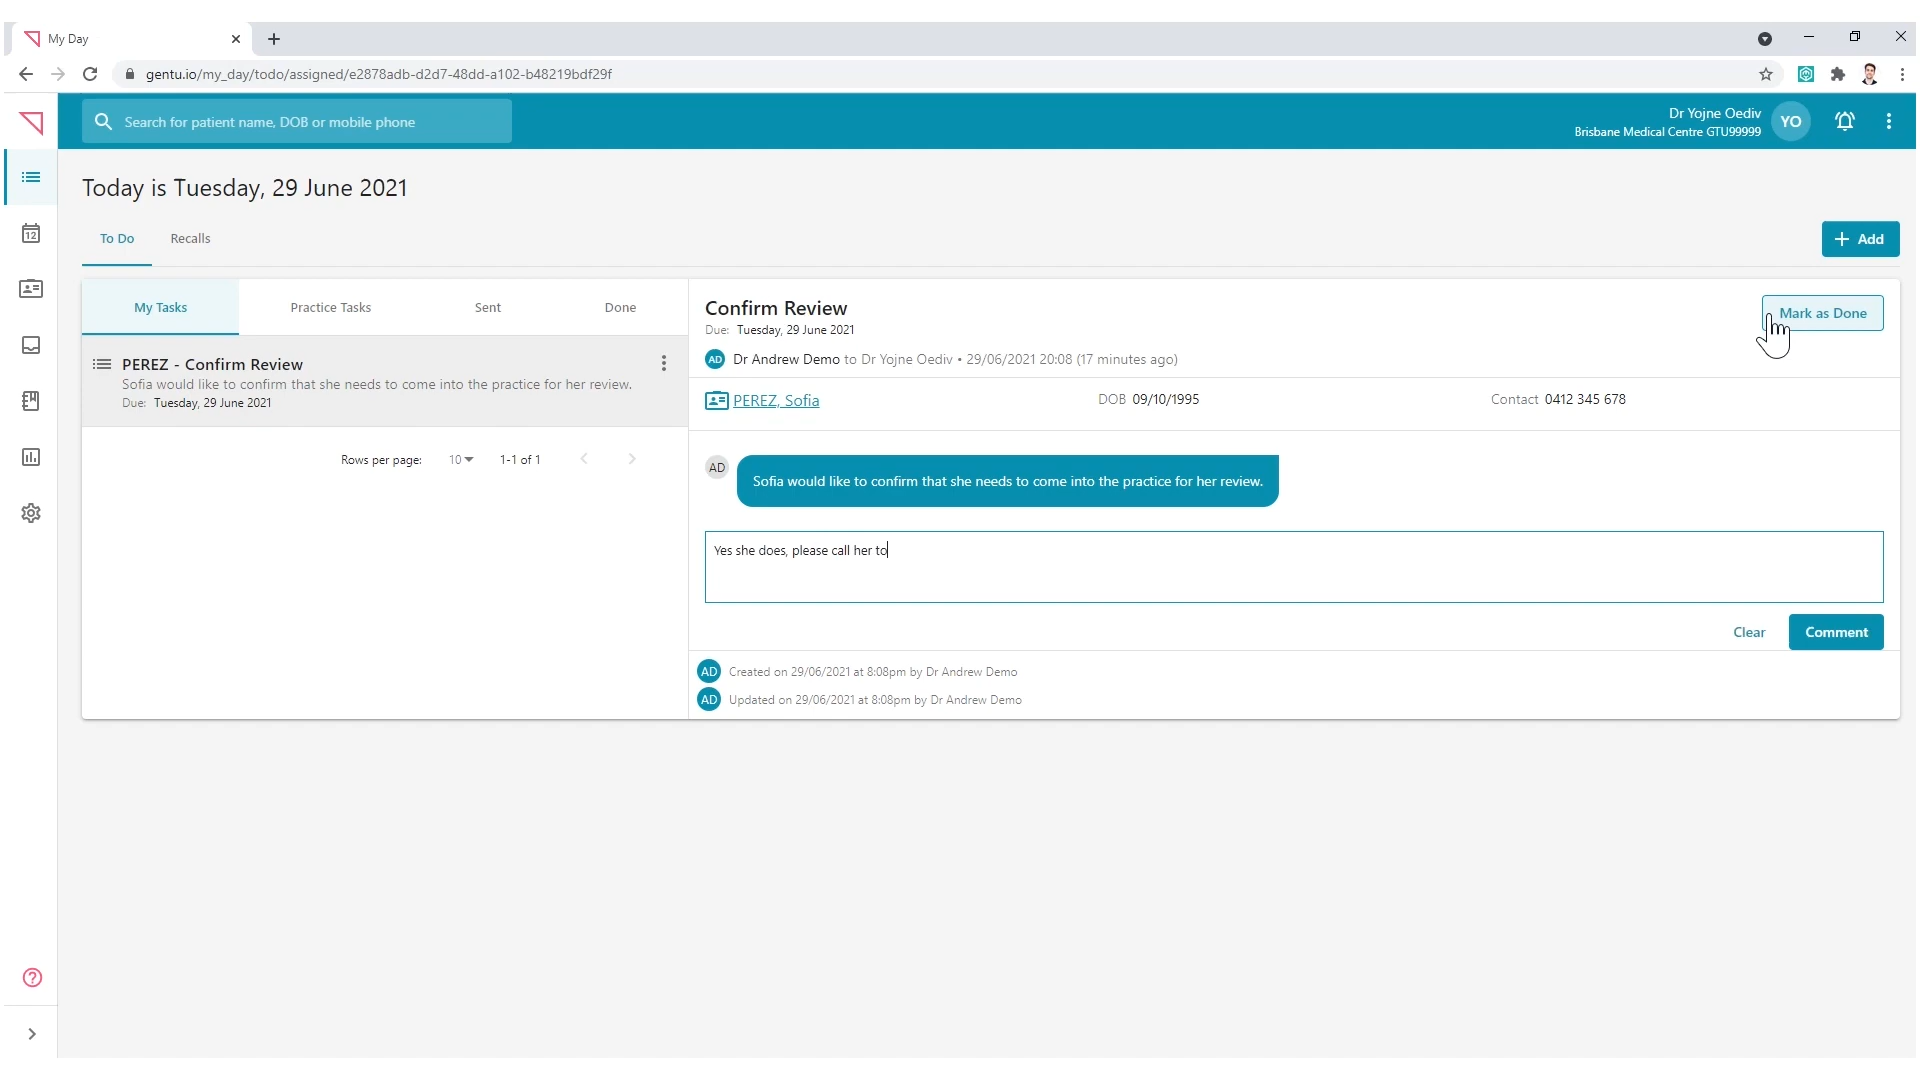 My Day
gentu.io/my_day/todo/assigned/e2878adb-d2d7-48dd-a102-b48219bdf29f
Search for patient name, DOB or mobile phone
Dr Yojne Oediv
Brisbane Medical Centre GTU99999
YO
12
Today is Tuesday, 29 June 2021
To Do
Recalls
+ Add
My Tasks
Practice Tasks
Sent
Done
PEREZ - Confirm Review
Sofia would like to confirm that she needs to come into the practice for her review.
Due: Tuesday, 29 June 2021
Rows per page: 10
1-1 of 1
Confirm Review
Due: Tuesday, 29 June 2021
Mark as Done
AD Dr Andrew Demo to Dr Yojne Oediv • 29/06/2021 20:08 (17 minutes ago)
PEREZ, Sofia
DOB 09/10/1995
Contact 0412 345 678
AD
Sofia would like to confirm that she needs to come into the practice for her review.
Yes she does, please call her to
Clear
Comment
AD Created on 29/06/2021 at 8:08pm by Dr Andrew Demo
AD Updated on 29/06/2021 at 8:08pm by Dr Andrew Demo